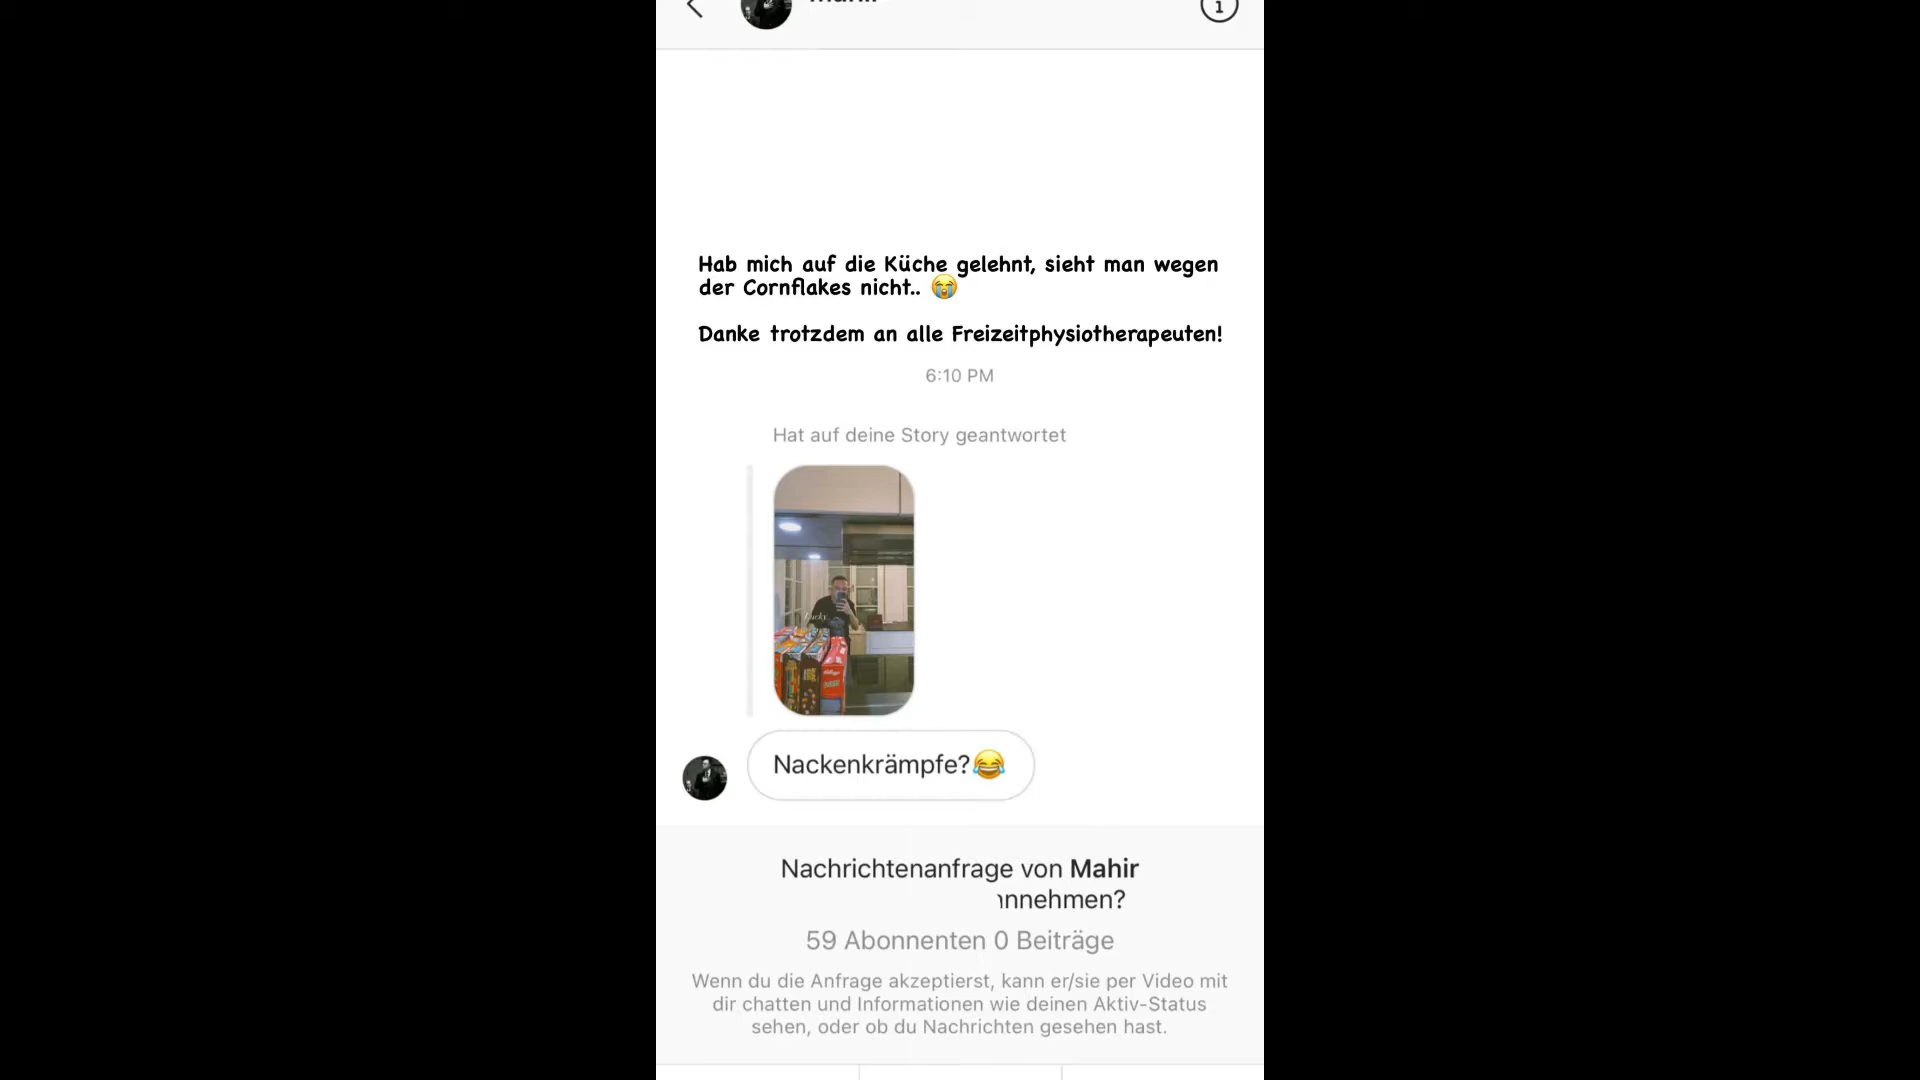 Hab mich auf die Küche gelehnt, sieht man wegen
der Cornflakes nicht.. 😭
Danke trotzdem an alle Freizeitphysiotherapeuten!
6:10 PM
Hat auf deine Story geantwortet
Lucky
Nackenkrämpfe?😂
Nachrichtenanfrage von Mahir
nnehmen?
59 Abonnenten 0 Beiträge
Wenn du die Anfrage akzeptierst, kann er/sie per Video mit
dir chatten und Informationen wie deinen Aktiv-Status
sehen, oder ob du Nachrichten gesehen hast.